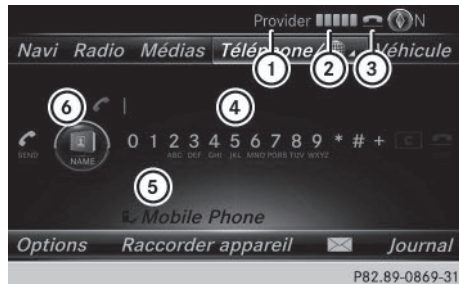 Provider N
Navi Radio Médias Téléphone/ Véhicule
1 2 3
6 4
SEND NAME 0 1 2 3 4 5 6 7 8 9 * # + C
ABC DEF GHI JKL MNO PQRS TUV WXYZ
5
Mobile Phone
Options Raccorder appareil Journal
P82.89-0869-31